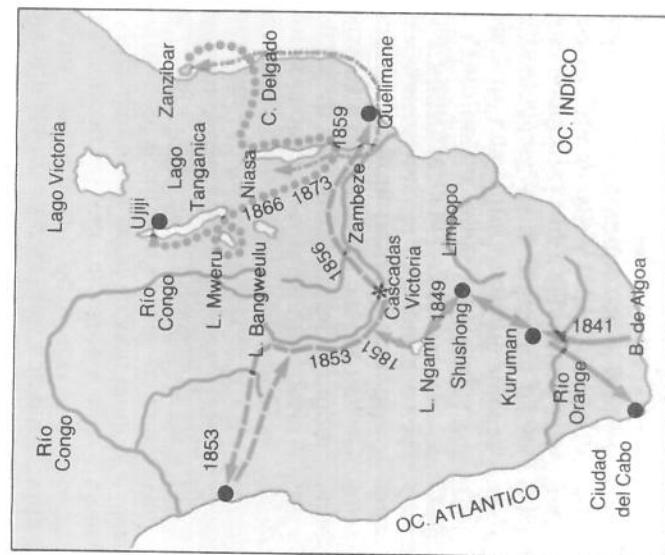 Lago Victoria
Zanzibar
Ujiji
Lago
Tanganica
C. Delgado
Río
Congo
L. Mweru
Niasa
1866
1873
1859
Quelimane
Río
Congo
L. Bangweulu
Zambeze
1856
1853
1853
1851
Cascadas
Victoria
OC. INDICO
1849
Limpopo
L. Ngami
Shushong
Kuruman
1841
Río
Orange
B. de Algoa
OC. ATLANTICO
Ciudad
del Cabo